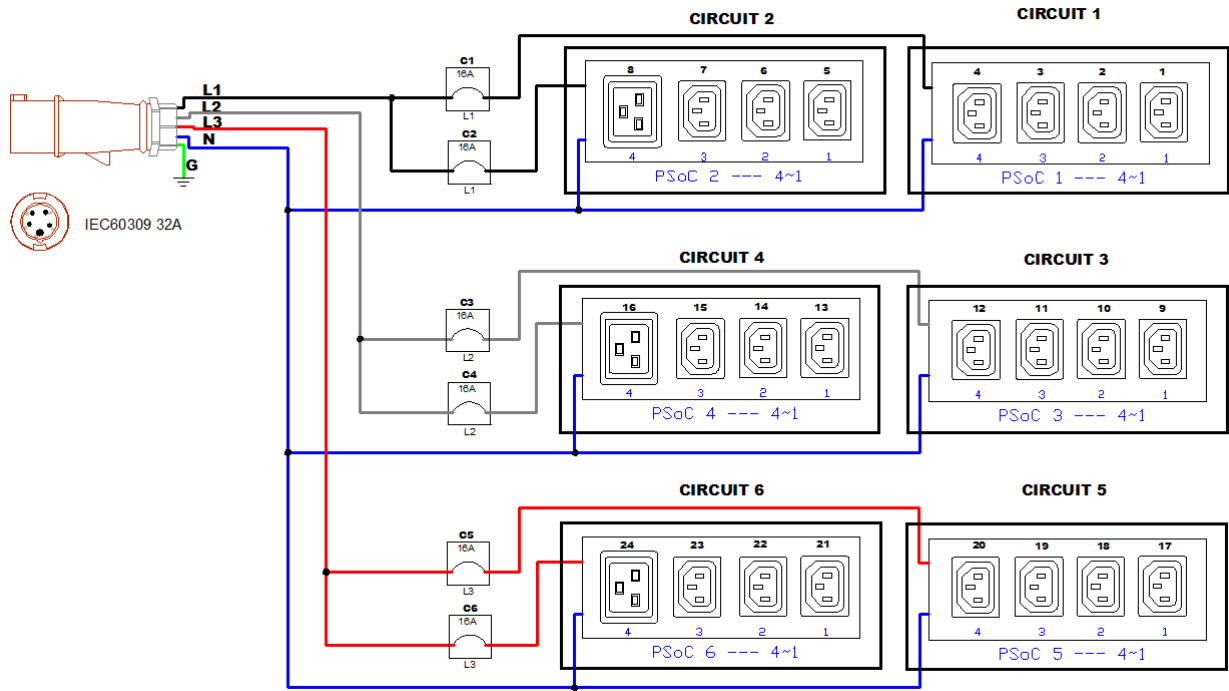 CIRCUIT 2
CIRCUIT 1
L1
L2
L3
N
G
IEC60309 32A
C1
16A
L1
C2
16A
L1
8 7 6 5
4 3 2 1
PSoC 2 --- 4~1
4 3 2 1
4 3 2 1
PSoC 1 --- 4~1
CIRCUIT 4
CIRCUIT 3
C3
16A
L2
C4
16A
L2
16 15 14 13
4 3 2 1
PSoC 4 --- 4~1
12 11 10 9
4 3 2 1
PSoC 3 --- 4~1
CIRCUIT 6
CIRCUIT 5
C5
16A
L3
C6
16A
L3
24 23 22 21
4 3 2 1
PSoC 6 --- 4~1
20 19 18 17
4 3 2 1
PSoC 5 --- 4~1